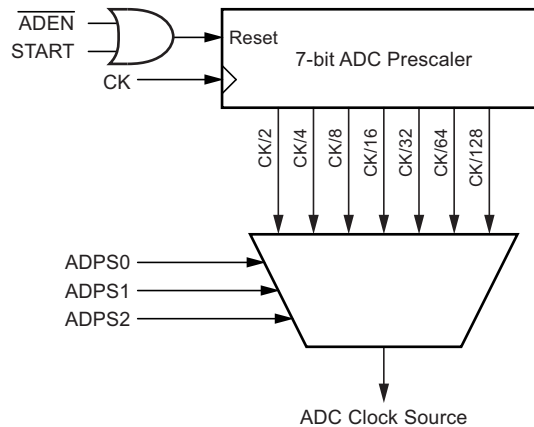 ADEN
START
Reset
7-bit ADC Prescaler
CK
CK/2
CK/4
CK/8
CK/16
CK/32
CK/64
CK/128
ADPS0
ADPS1
ADPS2
ADC Clock Source